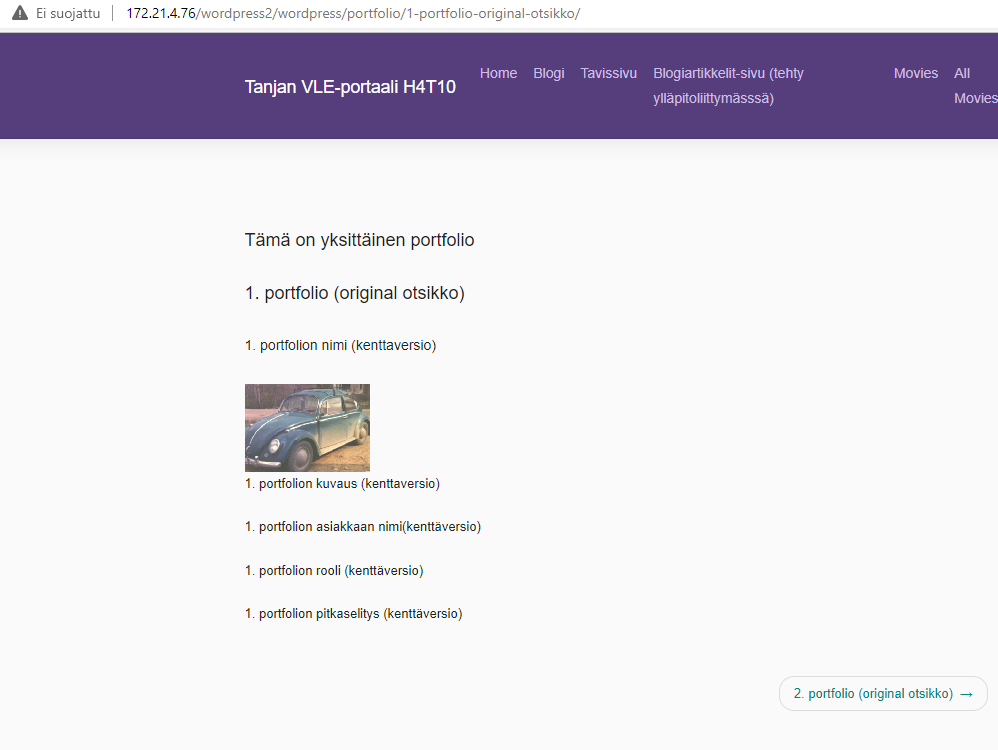 Ei suojattu 172.21.4.76/wordpress2/wordpress/portfolio/1-portfolio-original-otsikko/
Tanjan VLE-portaali H4T10
Home Blogi Tavissivu Blogiartikkelit-sivu (tehty ylläpitoliittymässsä) Movies All Movies
Tämä on yksittäinen portfolio
1. portfolio (original otsikko)
1. portfolion nimi (kenttaversio)
1. portfolion kuvaus (kenttaversio)
1. portfolion asiakkaan nimi(kenttäversio)
1. portfolion rooli (kenttäversio)
1. portfolion pitkaselitys (kenttäversio)
2. portfolio (original otsikko) →